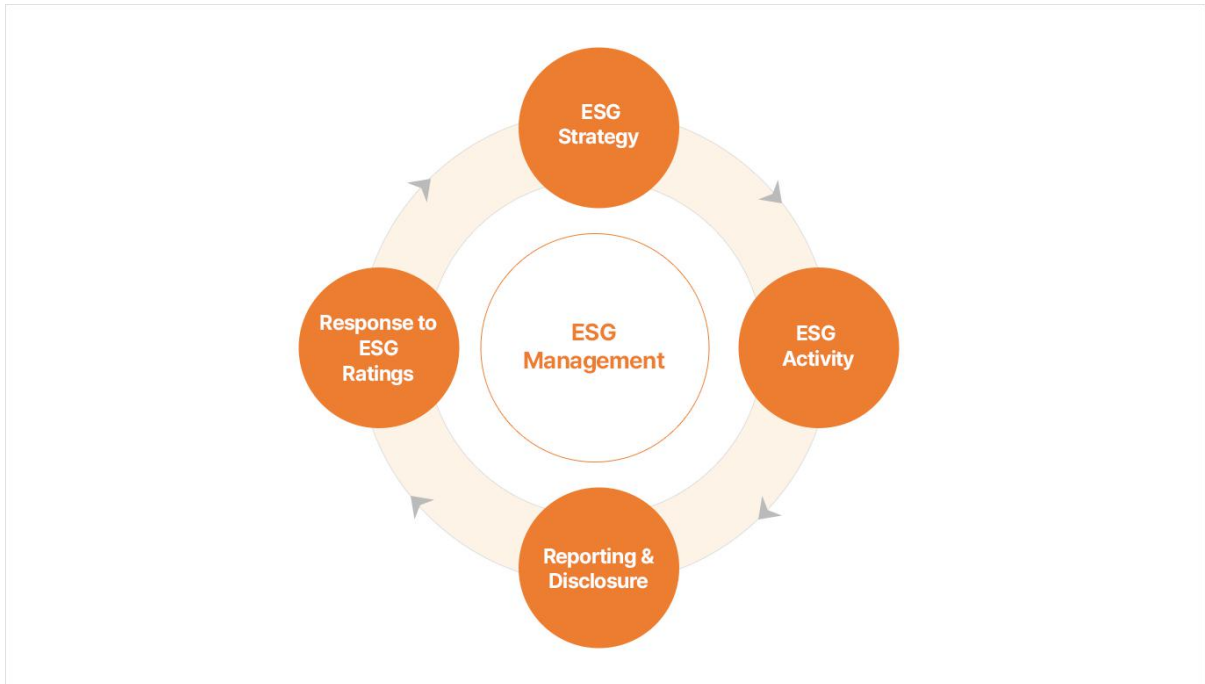 ESG
Strategy
Response to
ESG
Ratings
ESG
Management
ESG
Activity
Reporting &
Disclosure